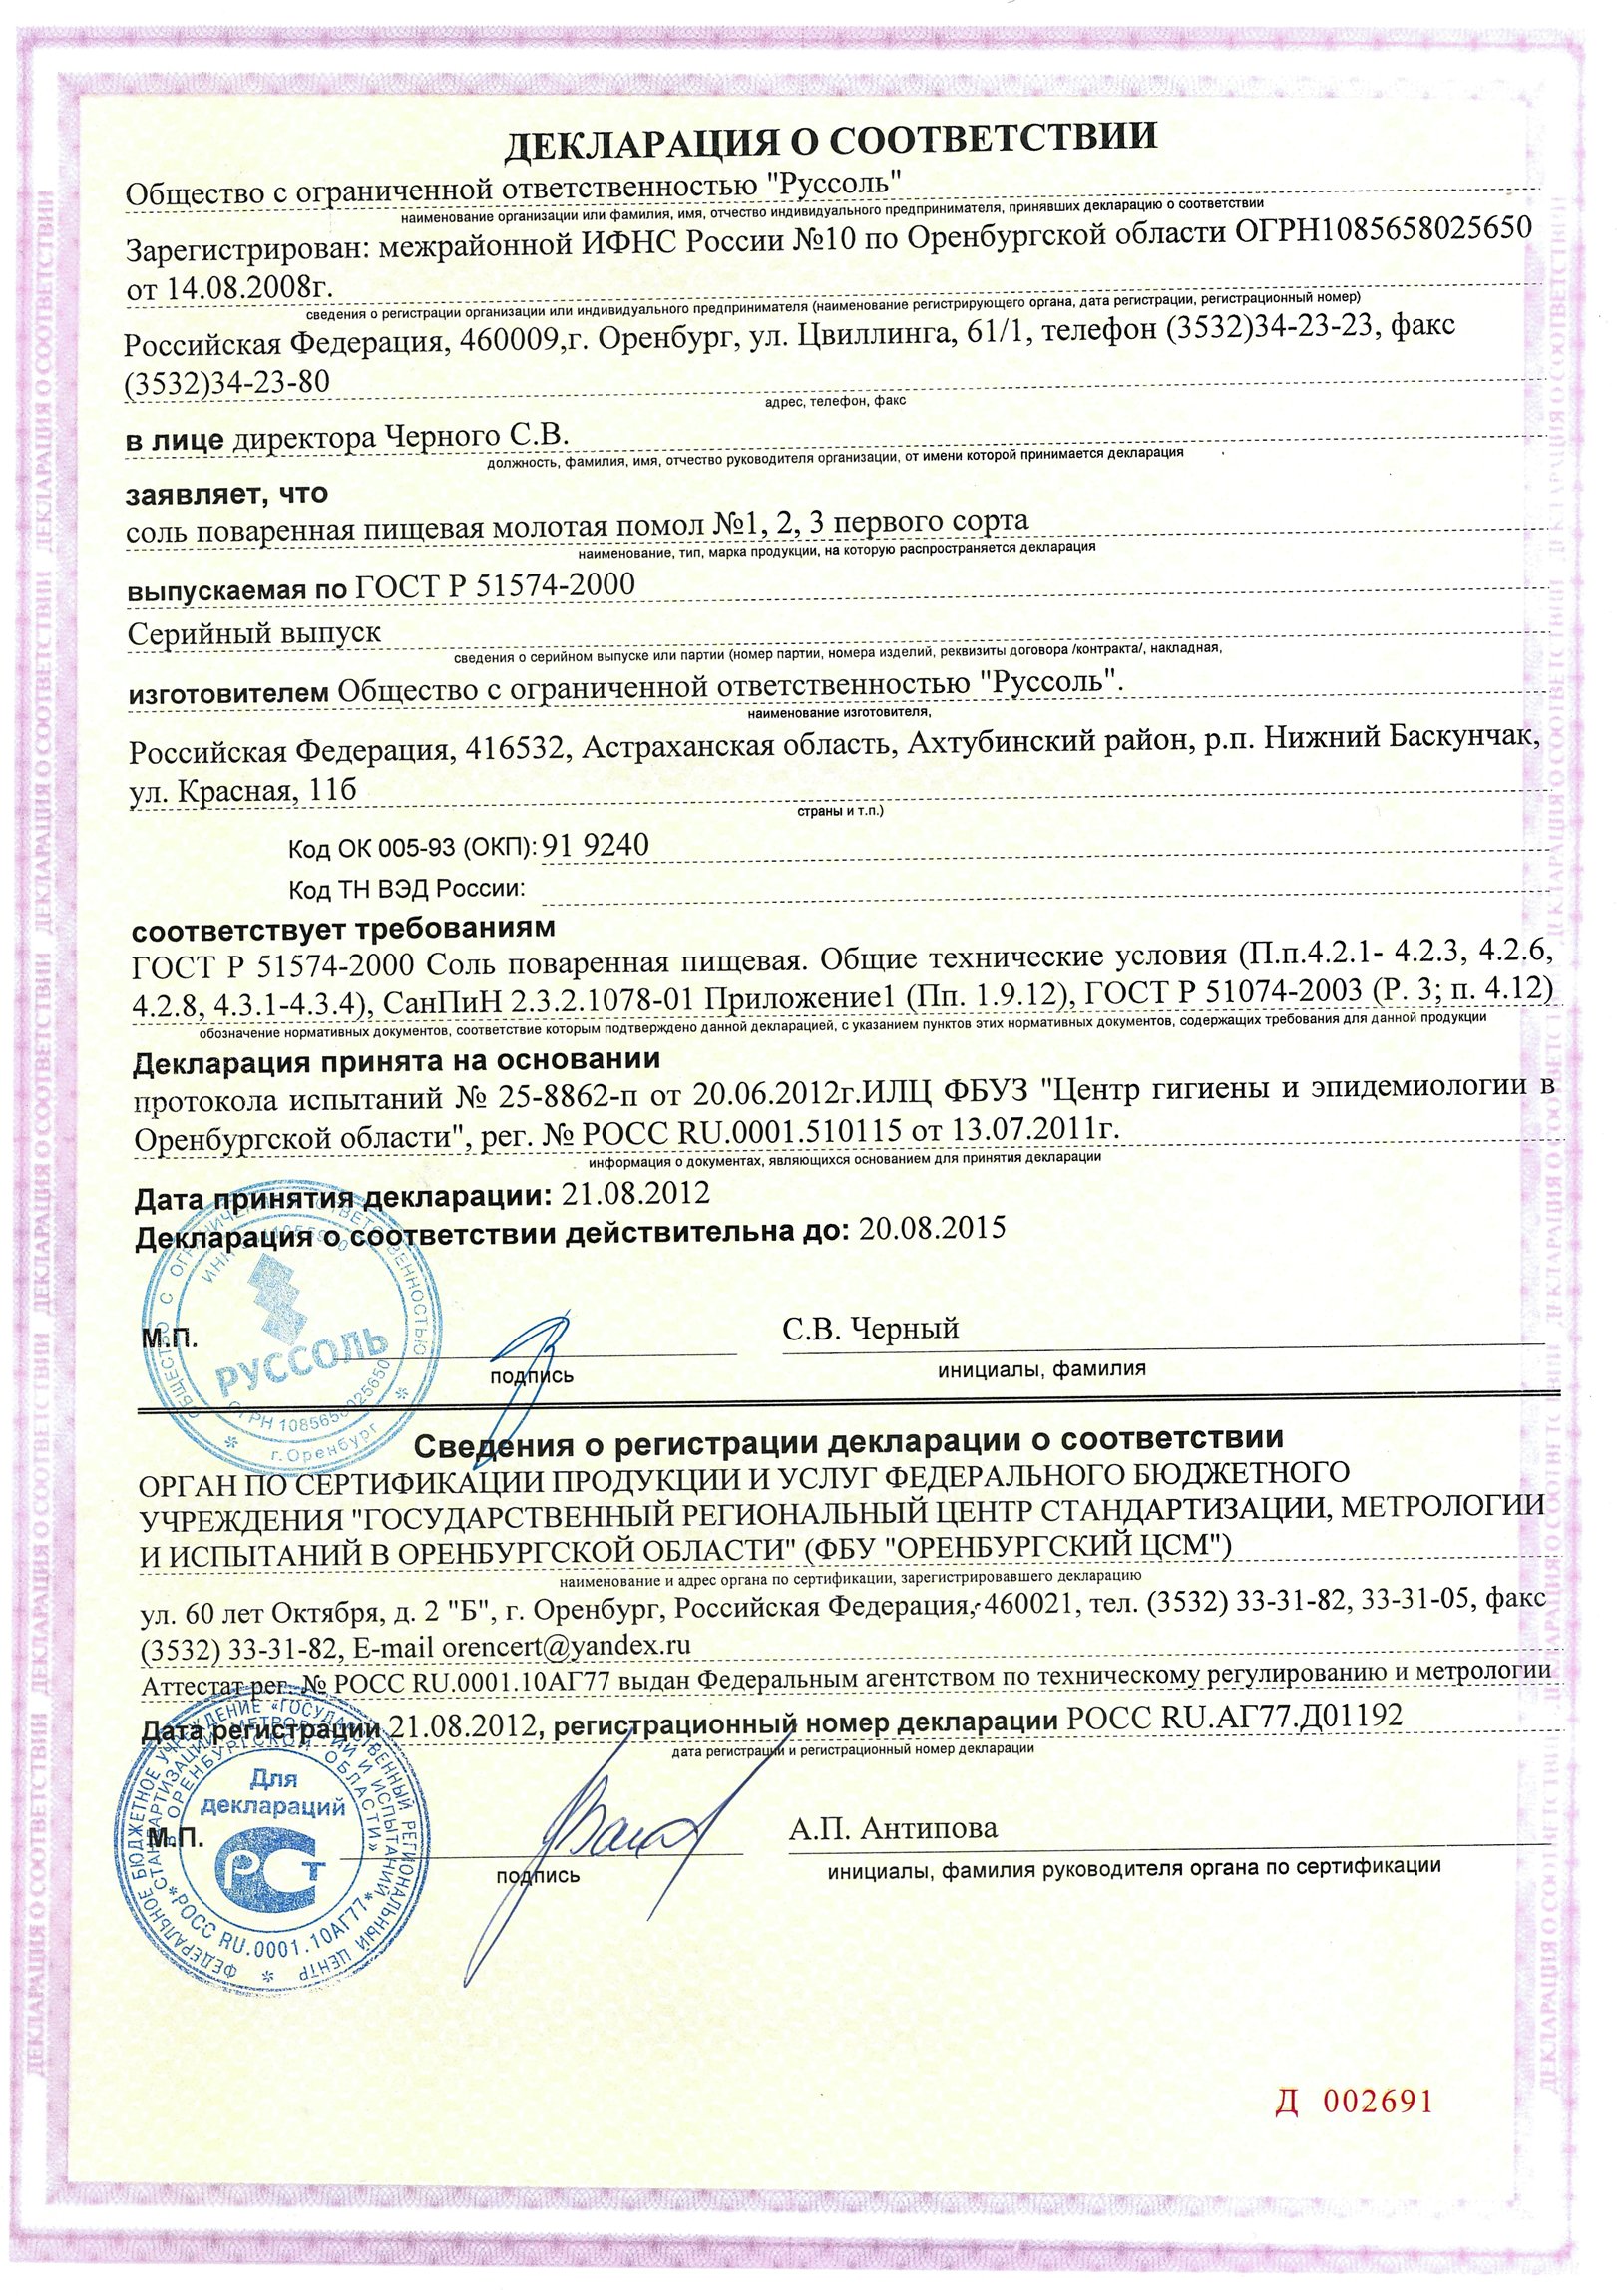 ДЕКЛАРАЦИЯ О СООТВЕТСТВИИ
Общество с ограниченной ответственностью "Руссоль"
наименование организации или фамилия, имя, отчество индивидуального предпринимателя, принявших декларацию о соответствии
Зарегистрирован: межрайонной ИФНС России №10 по Оренбургской области ОГРН1085658025650
от 14.08.2008г.
сведения о регистрации организации или индивидуального предпринимателя (наименование регистрирующего органа, дата регистрации, регистрационный номер)
Российская Федерация, 460009,г. Оренбург, ул. Цвиллинга, 61/1, телефон (3532)34-23-23, факс
(3532)34-23-80
адрес, телефон, факс
в лице директора Черного С.В.
должность, фамилия, имя, отчество руководителя организации, от имени которой принимается декларация
заявляет, что
соль поваренная пищевая молотая помол №1, 2, 3 первого сорта
наименование, тип, марка продукции, на которую распространяется декларация
выпускаемая по ГОСТ Р 51574-2000
Серийный выпуск
сведения о серийном выпуске или партии (номер партии, номера изделий, реквизиты договора /контракта/, накладная,
изготовителем Общество с ограниченной ответственностью "Руссоль".
наименование изготовителя,
Российская Федерация, 416532, Астраханская область, Ахтубинский район, р.п. Нижний Баскунчак,
ул. Красная, 11б
страны и т.п.)
Код ОК 005-93 (ОКП): 91 9240
Код ТН ВЭД России:
соответствует требованиям
ГОСТ Р 51574-2000 Соль поваренная пищевая. Общие технические условия (П.п.4.2.1- 4.2.3, 4.2.6,
4.2.8, 4.3.1-4.3.4), СанПиН 2.3.2.1078-01 Приложение1 (Пп. 1.9.12), ГОСТ Р 51074-2003 (Р. 3; п. 4.12)
обозначение нормативных документов, соответствие которым подтверждено данной декларацией, с указанием пунктов этих нормативных документов, содержащих требования для данной продукции
Декларация принята на основании
протокола испытаний № 25-8862-п от 20.06.2012г.ИЛЦ ФБУЗ "Центр гигиены и эпидемиологии в
Оренбургской области", рег. № РОСС RU.0001.510115 от 13.07.2011г.
информация о документах, являющихся основанием для принятия декларации
Дата принятия декларации: 21.08.2012
Декларация о соответствии действительна до: 20.08.2015
ОБЩЕСТВО С ОГРАНИЧЕННОЙ ОТВЕТСТВЕННОСТЬЮ
ИНН
РУССОЛЬ
ОГРН 1085658025650
г. Оренбург
М.П.
подпись
С.В. Черный
инициалы, фамилия
Сведения о регистрации декларации о соответствии
ОРГАН ПО СЕРТИФИКАЦИИ ПРОДУКЦИИ И УСЛУГ ФЕДЕРАЛЬНОГО БЮДЖЕТНОГО
УЧРЕЖДЕНИЯ "ГОСУДАРСТВЕННЫЙ РЕГИОНАЛЬНЫЙ ЦЕНТР СТАНДАРТИЗАЦИИ, МЕТРОЛОГИИ
И ИСПЫТАНИЙ В ОРЕНБУРГСКОЙ ОБЛАСТИ" (ФБУ "ОРЕНБУРГСКИЙ ЦСМ")
наименование и адрес органа по сертификации, зарегистрировавшего декларацию
ул. 60 лет Октября, д. 2 "Б", г. Оренбург, Российская Федерация, 460021, тел. (3532) 33-31-82, 33-31-05, факс
(3532) 33-31-82, E-mail orencert@yandex.ru
Аттестат рег. № РОСС RU.0001.10АГ77 выдан Федеральным агентством по техническому регулированию и метрологии
Дата регистрации 21.08.2012, регистрационный номер декларации РОСС RU.АГ77.Д01192
дата регистрации и регистрационный номер декларации
ФЕДЕРАЛЬНОЕ БЮДЖЕТНОЕ УЧРЕЖДЕНИЕ «ГОСУДАРСТВЕННЫЙ РЕГИОНАЛЬНЫЙ ЦЕНТР
СТАНДАРТИЗАЦИИ, МЕТРОЛОГИИ И ИСПЫТАНИЙ
В ОРЕНБУРГСКОЙ ОБЛАСТИ»
Для
деклараций
РСТ
*РОСС RU.0001.10АГ77*
М.П.
подпись
А.П. Антипова
инициалы, фамилия руководителя органа по сертификации
Д 002691